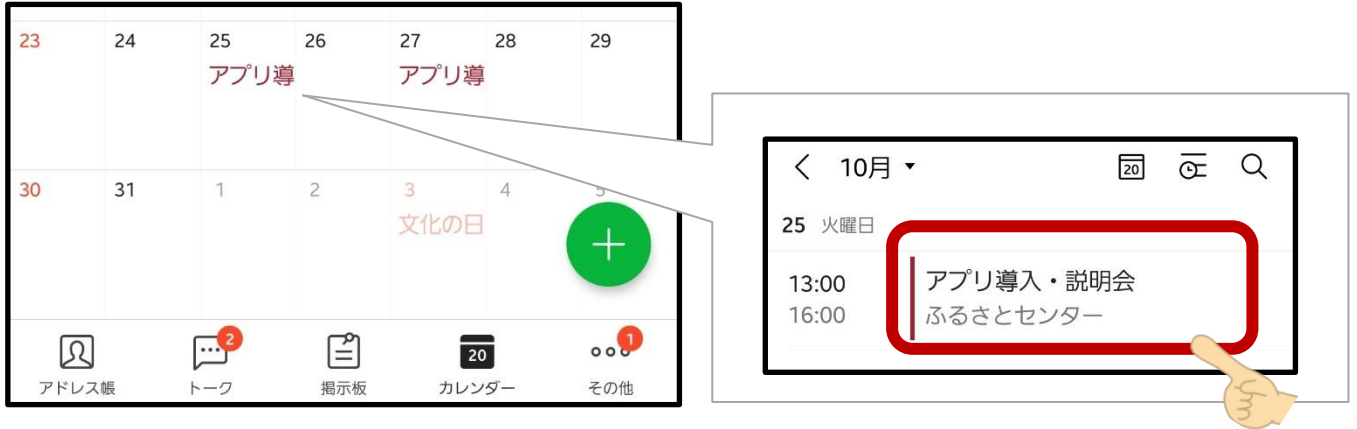 23 24 25 26 27 28 29
アプリ導 アプリ導
30 31 1 2 3 4 5
文化の日
2 1
20
アドレス帳 トーク 掲示板 カレンダー その他
10月 20
25 火曜日
13:00 アプリ導入・説明会
16:00 ふるさとセンター